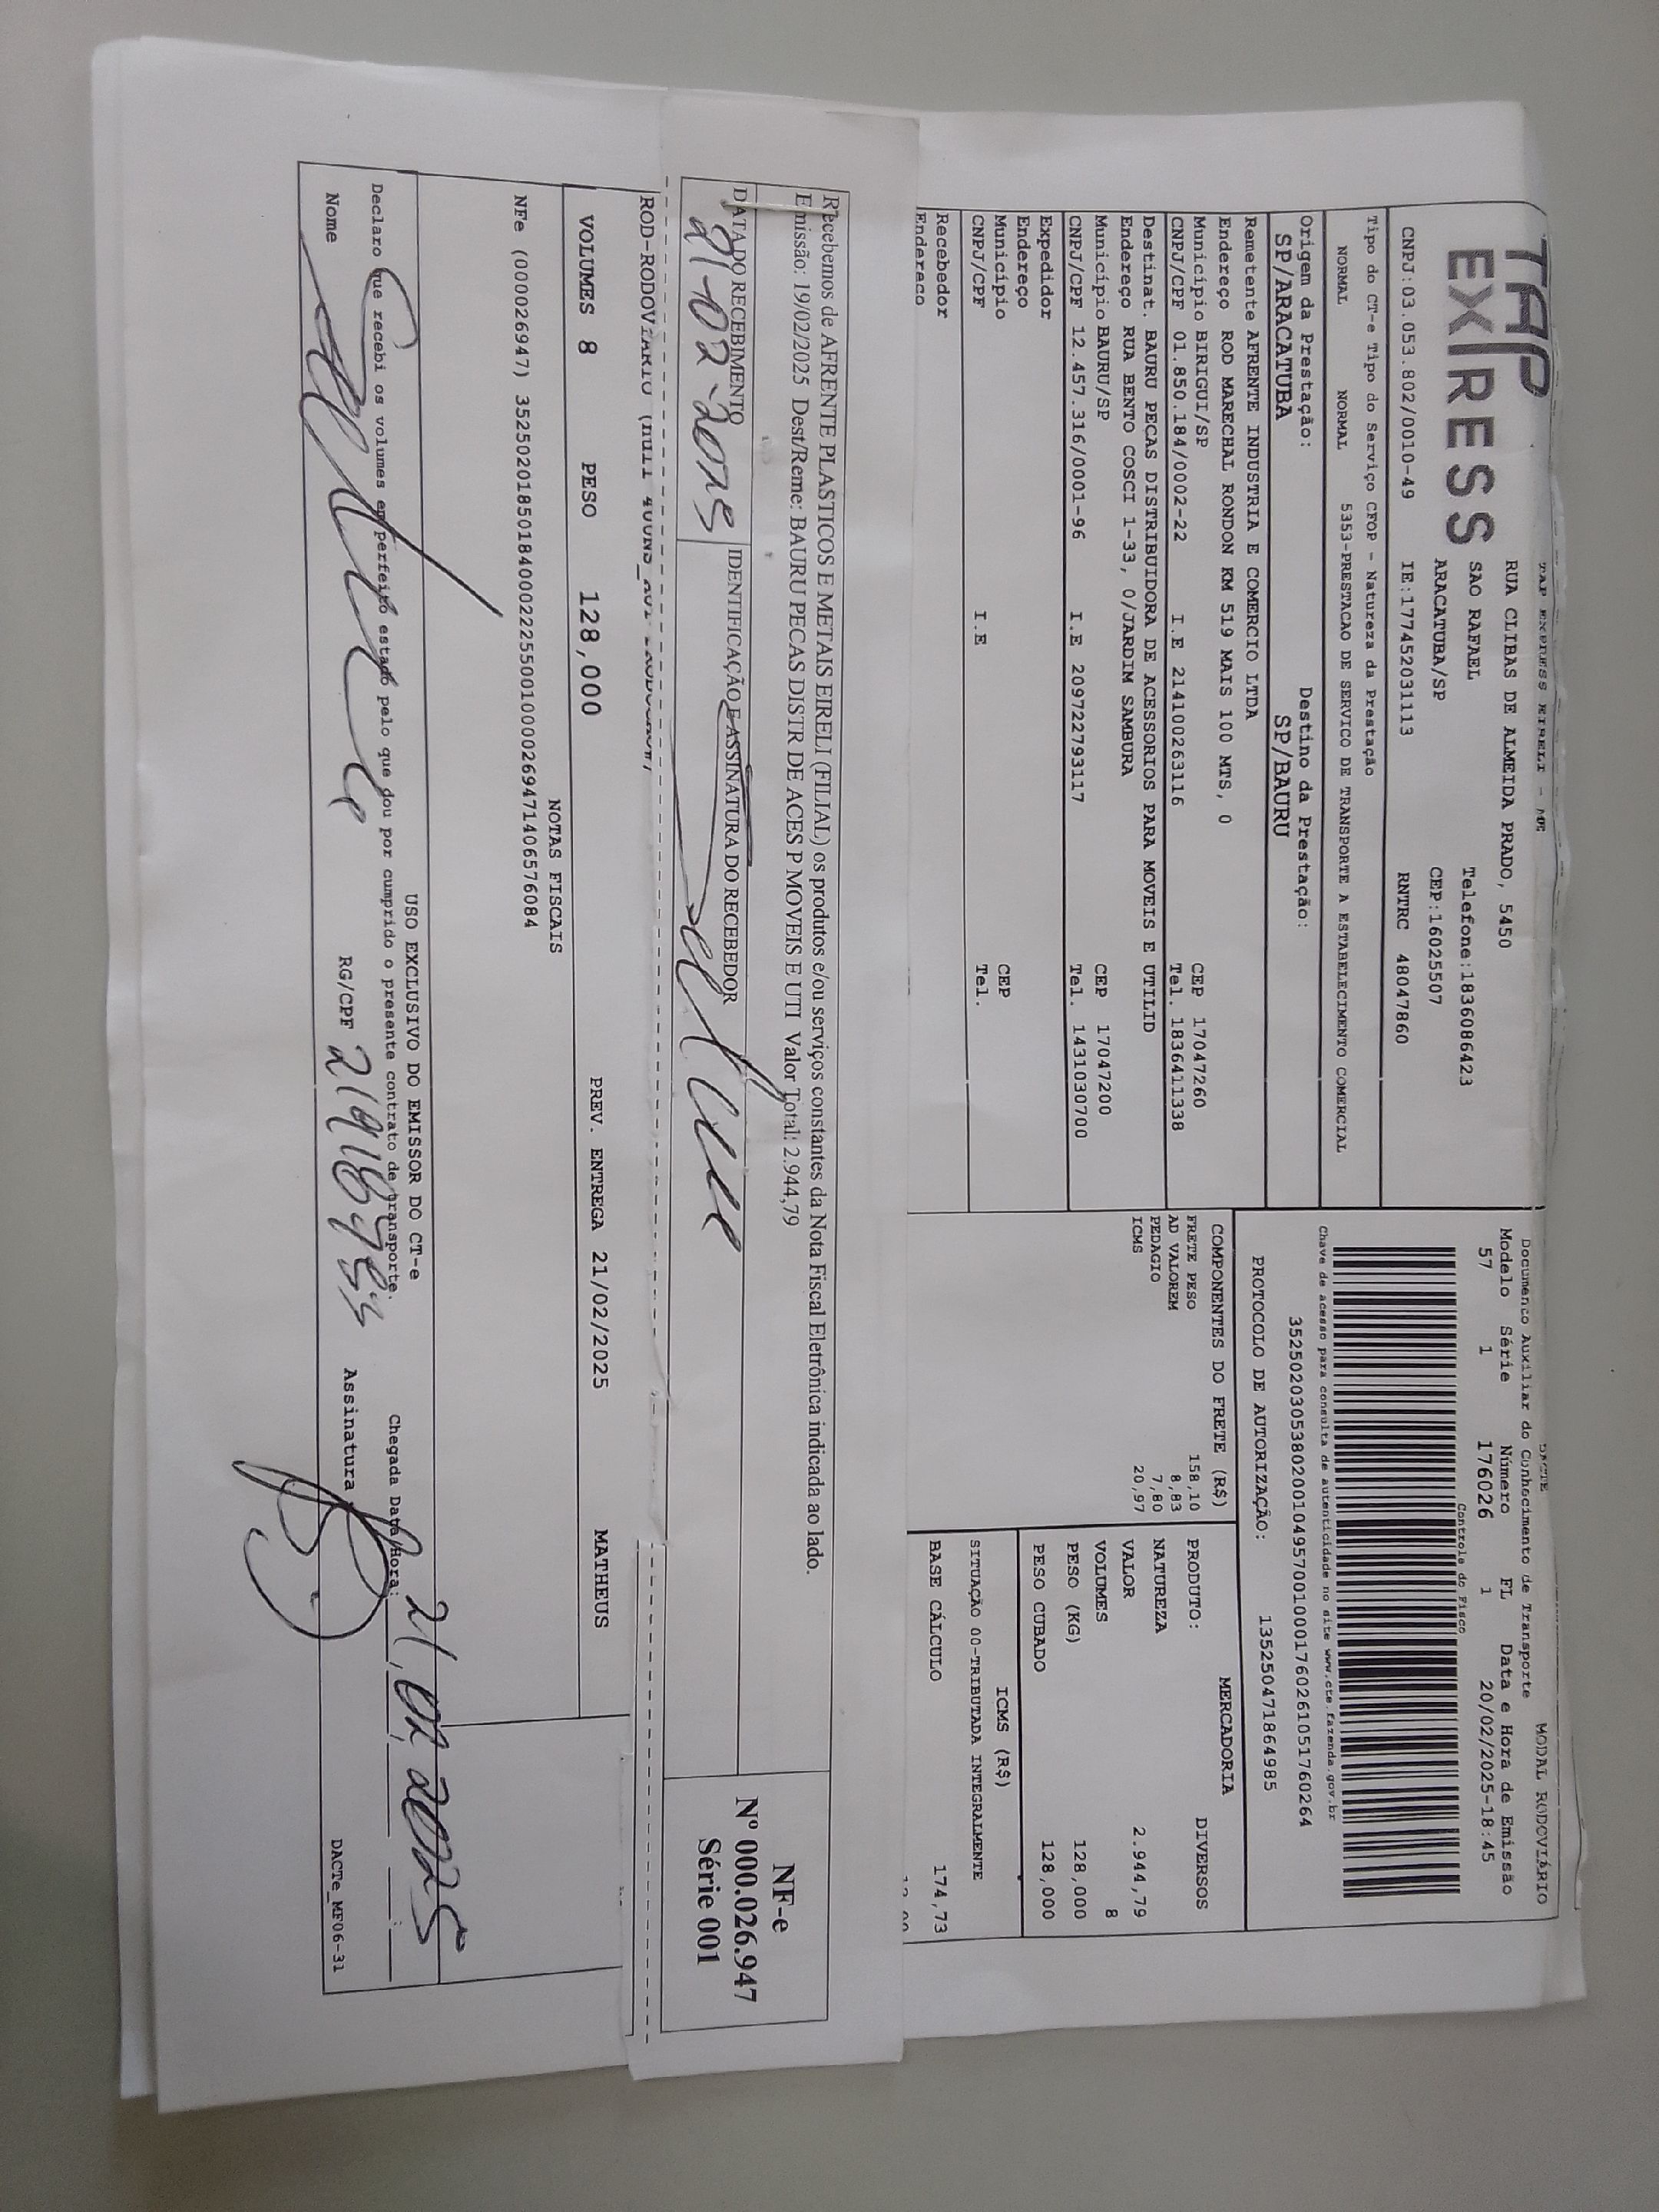 TAP EXPRESS EIRELI - ME
TAP
EXPRESS
RUA CLIBAS DE ALMEIDA PRADO, 5450
SAO RAFAEL Telefone:1836086423
ARACATUBA/SP CEP:16025507
CNPJ:03.053.802/0010-49 IE:177452031113 RNTRC 48047860
Tipo do CT-e Tipo do Serviço CFOP - Natureza da Prestação
NORMAL NORMAL 5353-PRESTACAO DE SERVICO DE TRANSPORTE A ESTABELECIMENTO COMERCIAL
Origem da Prestação: Destino da Prestação:
SP/ARACATUBA SP/BAURU
Remetente AFRENTE INDUSTRIA E COMERCIO LTDA
Endereço ROD MARECHAL RONDON KM 519 MAIS 100 MTS, 0
Município BIRIGUI/SP CEP 17047260
CNPJ/CPF 01.850.184/0002-22 I.E 214100263116 Tel. 1836411338
Destinat. BAURU PEÇAS DISTRIBUIDORA DE ACESSORIOS PARA MOVEIS E UTILID
Endereço RUA BENTO COSCI 1-33, 0/JARDIM SAMBURA
Município BAURU/SP CEP 17047200
CNPJ/CPF 12.457.316/0001-96 I.E 209722793117 Tel. 1431030700
Expedidor
Endereço
Município CEP
CNPJ/CPF I.E Tel.
Recebedor
Endereço
DACTE MODAL RODOVIÁRIO
Documento Auxiliar do Conhecimento de Transporte
Modelo Série Número FL Data e Hora de Emissão
57 1 176026 1 20/02/2025-18:45
Controle do Fisco
Chave de acesso para consulta de autenticidade no site www.cte.fazenda.gov.br
35250203053802001049570010001760261051760264
PROTOCOLO DE AUTORIZAÇÃO: 135250471864985
COMPONENTES DO FRETE (R$)
FRETE PESO 158,10
AD VALOREM 8,83
PEDAGIO 7,80
ICMS 20,97
MERCADORIA
PRODUTO: DIVERSOS
NATUREZA
VALOR 2.944,79
VOLUMES 8
PESO (KG) 128,000
PESO CUBADO 128,000
ICMS (R$)
SITUAÇÃO 00-TRIBUTADA INTEGRALMENTE
BASE CÁLCULO 174,73
Recebemos de AFRENTE PLASTICOS E METAIS EIRELI (FILIAL) os produtos e/ou serviços constantes da Nota Fiscal Eletrônica indicada ao lado.
Emissão: 19/02/2025 Dest/Reme: BAURU PECAS DISTR DE ACES P MOVEIS E UTI Valor Total: 2.944,79
DATA DO RECEBIMENTO IDENTIFICAÇÃO E ASSINATURA DO RECEBEDOR
21-02-2025
NF-e
Nº 000.026.947
Série 001
VOLUMES 8 PESO 128,000 PREV. ENTREGA 21/02/2025 MATHEUS
NOTAS FISCAIS
NFe (000026947) 35250201850184000222550010000269471406576084
USO EXCLUSIVO DO EMISSOR DO CT-e
Declaro que recebi os volumes em perfeito estado pelo que dou por cumprido o presente contrato de transporte.
Chegada Data/Hora: 21,02,2025
Nome RG/CPF Assinatura
DACTe_MF06-31